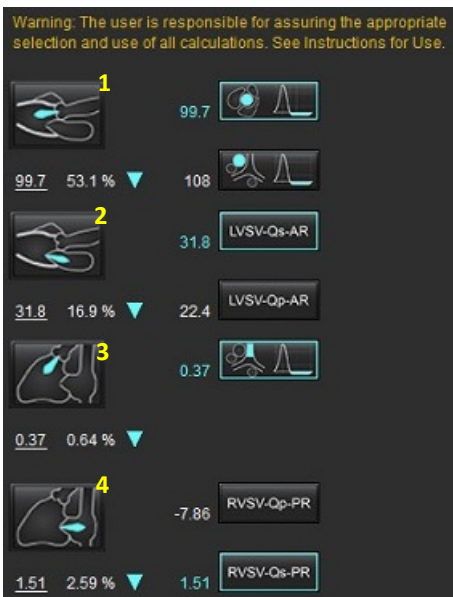 Warning: The user is responsible for assuring the appropriate
selection and use of all calculations. See Instructions for Use.
1
99.7
99.7 53.1 % 108
2
31.8 LVSV-Qs-AR
31.8 16.9 % 22.4 LVSV-Qp-AR
3
0.37
0.37 0.64 %
4
-7.86 RVSV-Qp-PR
1.51 2.59 % 1.51 RVSV-Qs-PR